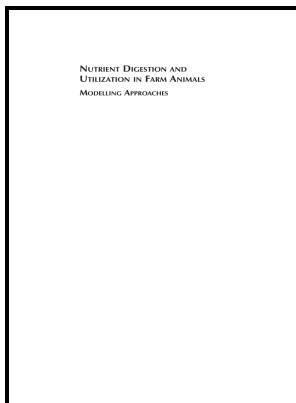 NUTRIENT DIGESTION AND
UTILIZATION IN FARM ANIMALS
MODELLING APPROACHES